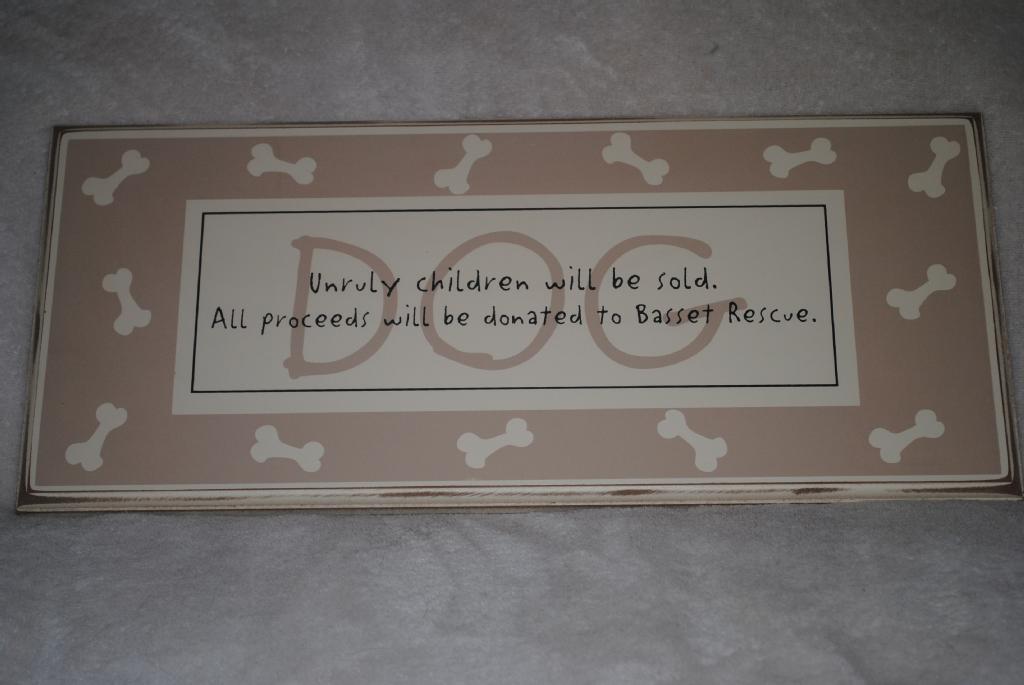 DOG
Unruly children will be sold.
All proceeds will be donated to Basset Rescue.